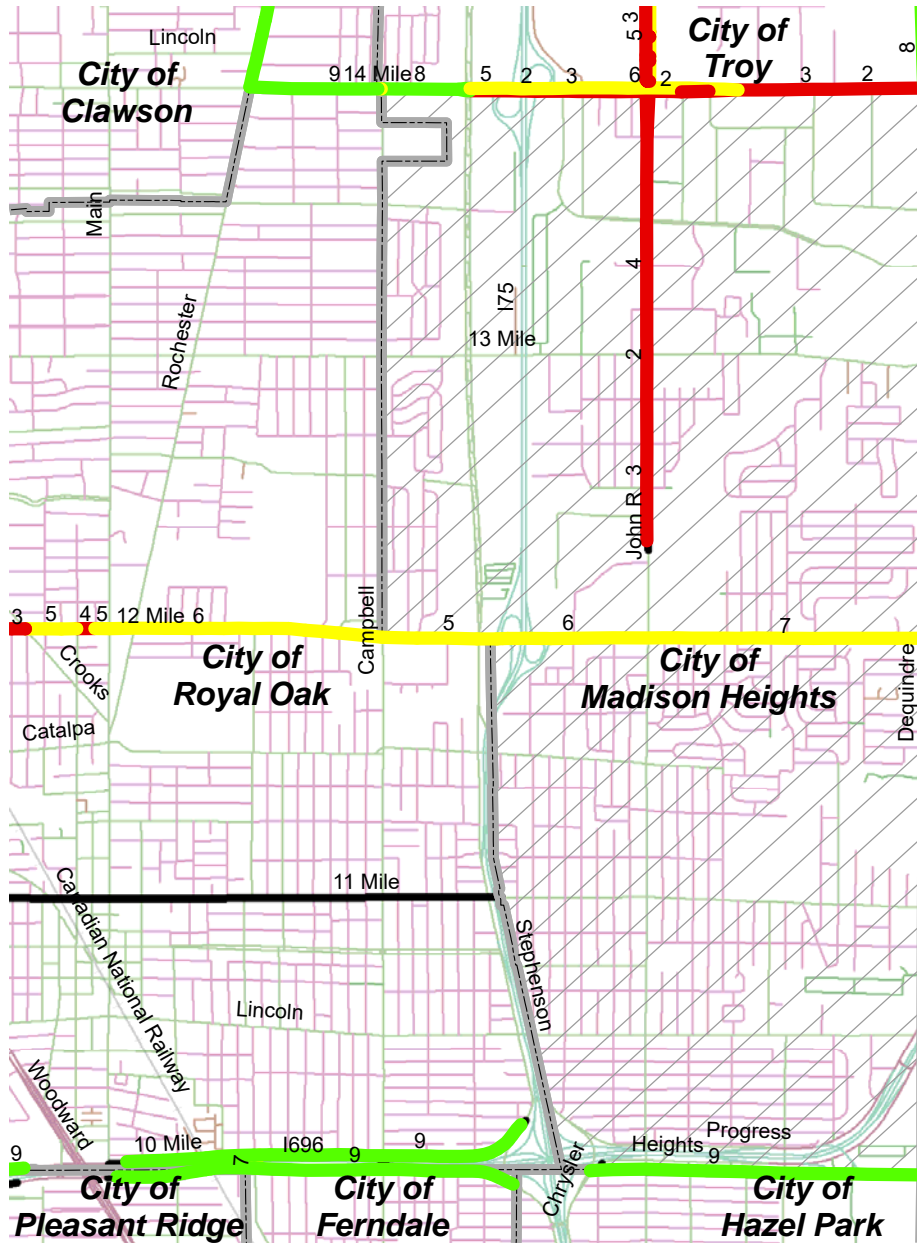 Lincoln
City of
Clawson
9 14 Mile 8
5 2 3 6 2
3 5
City of
Troy
3 2
8
Main
Rochester
I75
13 Mile
4
2
3
John R
Campbell
3 5 4 5 12 Mile 6
5 6 7
Crooks
City of
Royal Oak
City of
Madison Heights
Dequindre
Catalpa
11 Mile
Canadian National Railway
Stephenson
Lincoln
Woodward
10 Mile I696 9
Heights Progress
9 7 9 9
Chrysler
City of
Pleasant Ridge
City of
Ferndale
City of
Hazel Park